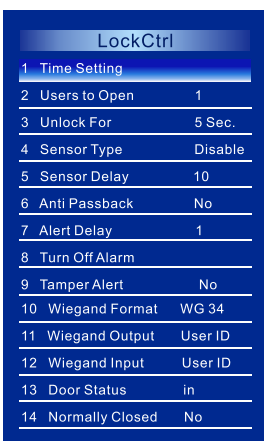 LockCtrl
1 Time Setting
2 Users to Open 1
3 Unlock For 5 Sec.
4 Sensor Type Disable
5 Sensor Delay 10
6 Anti Passback No
7 Alert Delay 1
8 Turn Off Alarm
9 Tamper Alert No
10 Wiegand Format WG 34
11 Wiegand Output User ID
12 Wiegand Input User ID
13 Door Status in
14 Normally Closed No